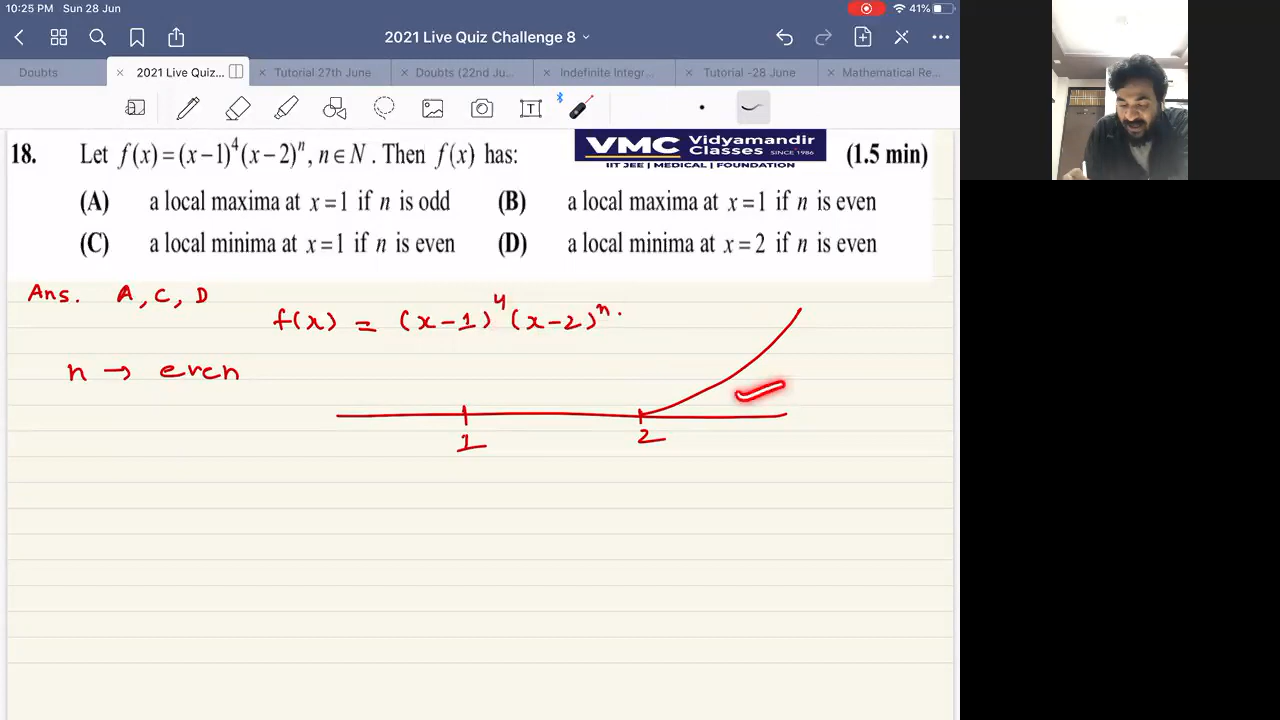 10:25 PM Sun 28 Jun
41%
2021 Live Quiz Challenge 8
Doubts
2021 Live Quiz...
Tutorial 27th June
Doubts (22nd Ju...
Indefinite Integr...
Tutorial -28 June
Mathematical Re...
18. Let f(x)=(x−1)⁴(x−2)ⁿ, n∈N. Then f(x) has: (1.5 min)
VMC Vidyamandir Classes SINCE 1986
IIT JEE | MEDICAL | FOUNDATION
(A) a local maxima at x=1 if n is odd (B) a local maxima at x=1 if n is even
(C) a local minima at x=1 if n is even (D) a local minima at x=2 if n is even
Ans. A, C, D
f(x) = (x−1)⁴(x−2)ⁿ.
n → even
1 2